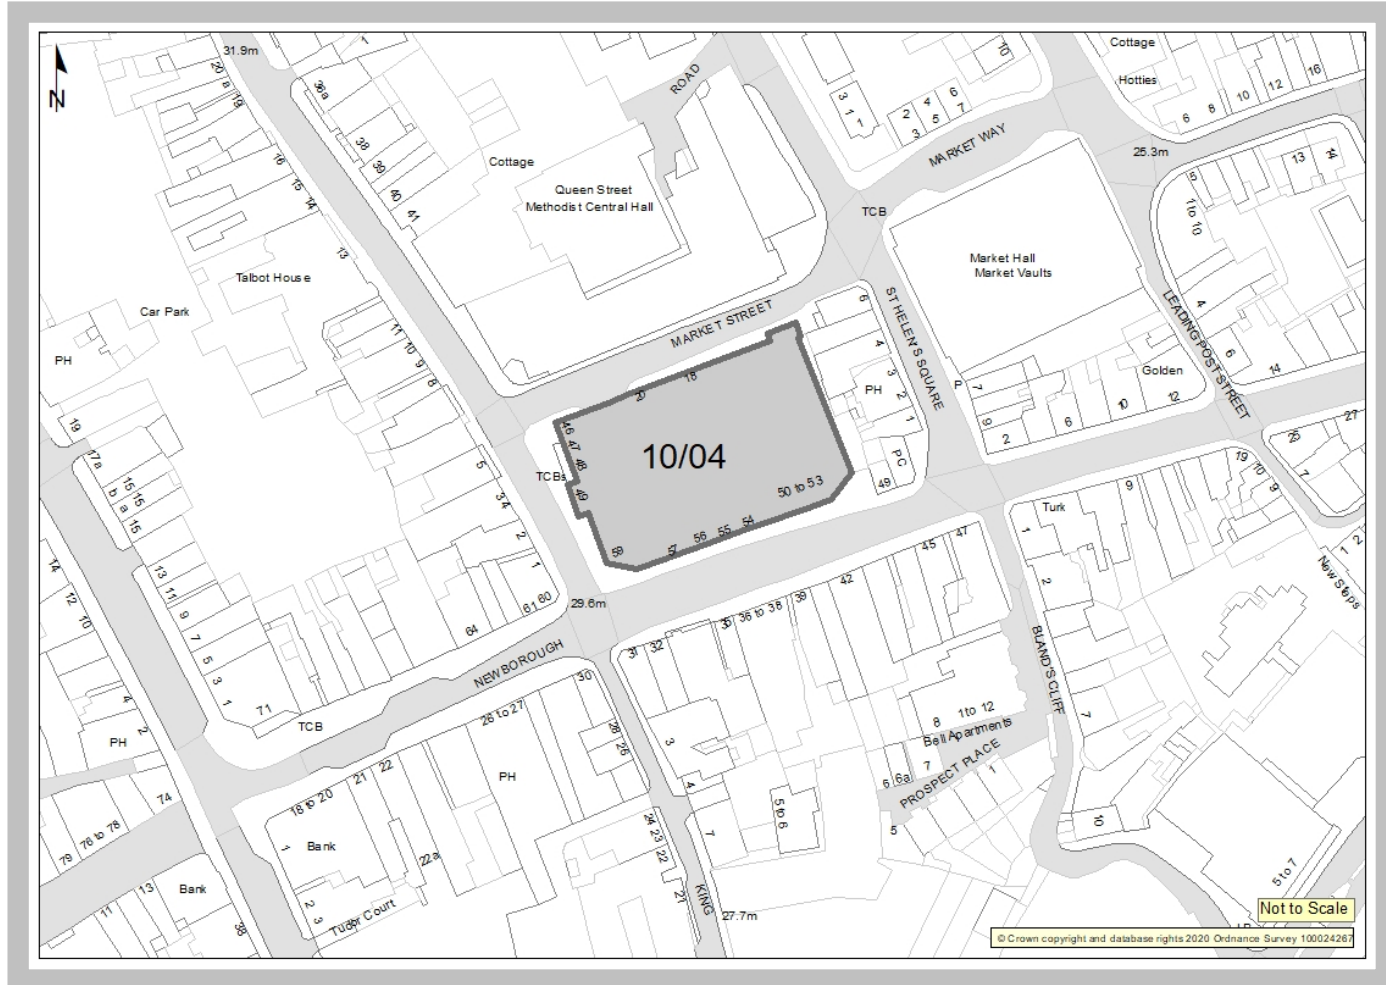 31.9m
1
20
a
19
36a
38
39
40
41
16
15
14
13
N
Cottage
Queen Street
Methodist Central Hall
ROAD
3
1
1
2
4
6
3
5
7
10
MARKET WAY
Cottage
Hotties
6
8
10
12
16
25.3m
13
14
5
1 to 10
TCB
Market Hall
Market Vaults
Talbot House
Car Park
PH
11
10
9
8
MARKET STREET
6
4
3
2
1
PH
ST HELEN'S SQUARE
LEADING POST STREET
4
6
14
Golden
P
7
9
2
6
10
12
18
20
46
47
48
49
TCBs
10/04
50 to 53
54
55
56
57
59
PC
49
19
17a
b
a
15
15
15
13
11
9
7
5
3
1
5
3 4
2
1
61 60
64
71
TCB
29.6m
NEWBOROUGH
31
32
35
36 to 38
39
42
45
47
Turk
1
2
9
19
10
9
20
27
7
1
2
New Steps
BLAND'S CLIFF
7
14
12
10
4
2
PH
74
76 to 78
79
18 to 20
21
22
26 to 27
30
28
26
PH
3
4
8
1 to 12
Bell Apartments
7
6
6a
PROSPECT PLACE
1
5
5 to 6
7
10
24
23
22
21
KING
27.7m
1
Bank
22a
2
3
Tudor Court
Bank
13
11
38
5 to 7
Not to Scale
© Crown copyright and database rights 2020 Ordnance Survey 100024267